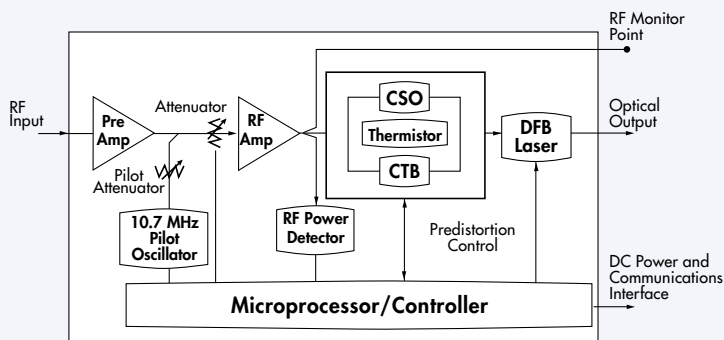 RF Monitor
Point
RF
Input
Pre
Amp
Attenuator
RF
Amp
CSO
Thermistor
CTB
DFB
Laser
Optical
Output
Pilot
Attenuator
10.7 MHz
Pilot
Oscillator
RF Power
Detector
Predistortion
Control
DC Power and
Communications
Interface
Microprocessor/Controller